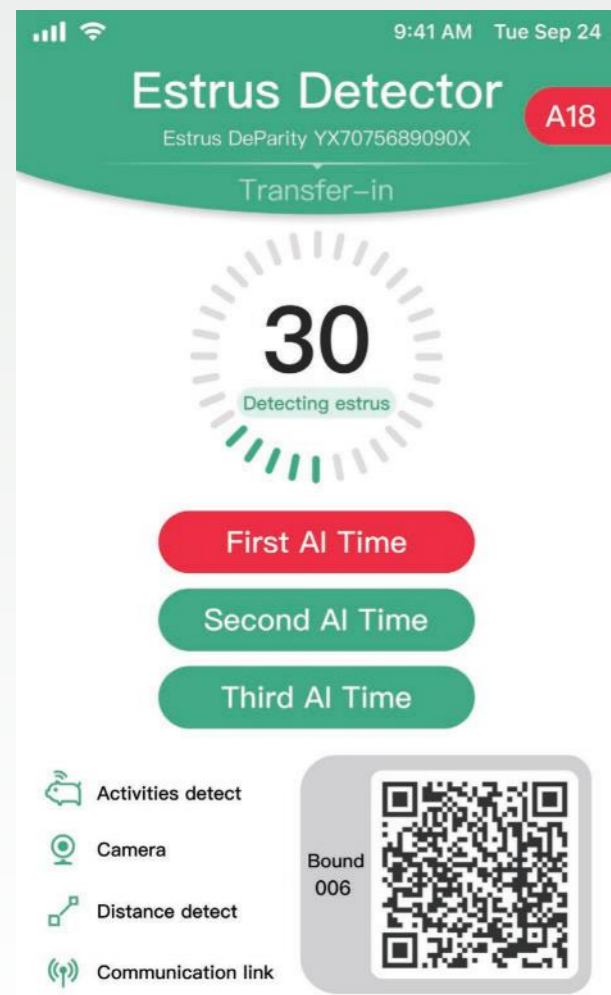 9:41 AM Tue Sep 24
Estrus Detector
A18
Estrus DeParity YX7075689090X
Transfer-in
30
Detecting estrus
First AI Time
Second AI Time
Third AI Time
Activities detect
Camera
Distance detect
Communication link
Bound
006